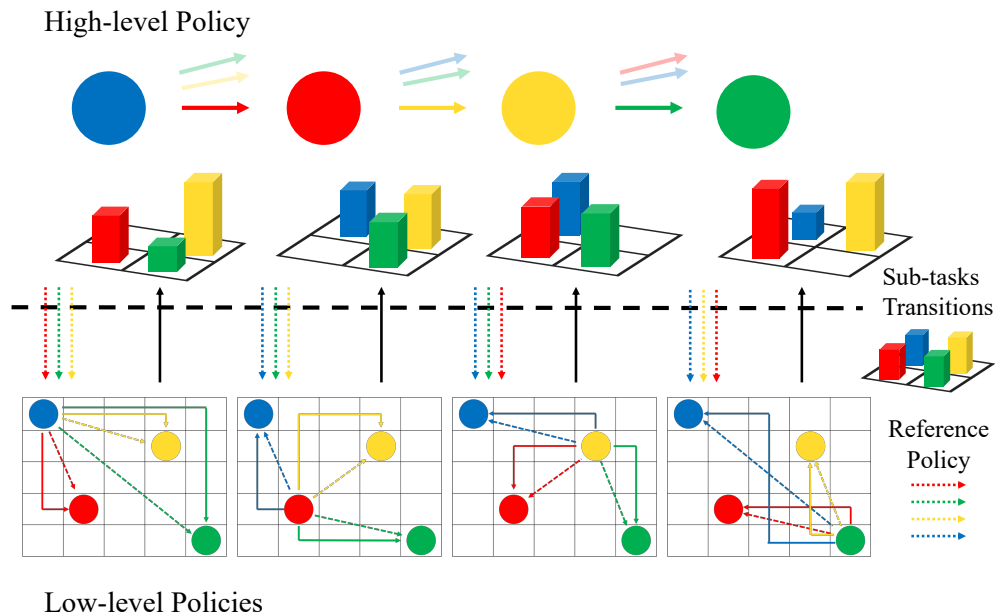 High-level Policy
Sub-tasks
Transitions
Reference
Policy
Low-level Policies